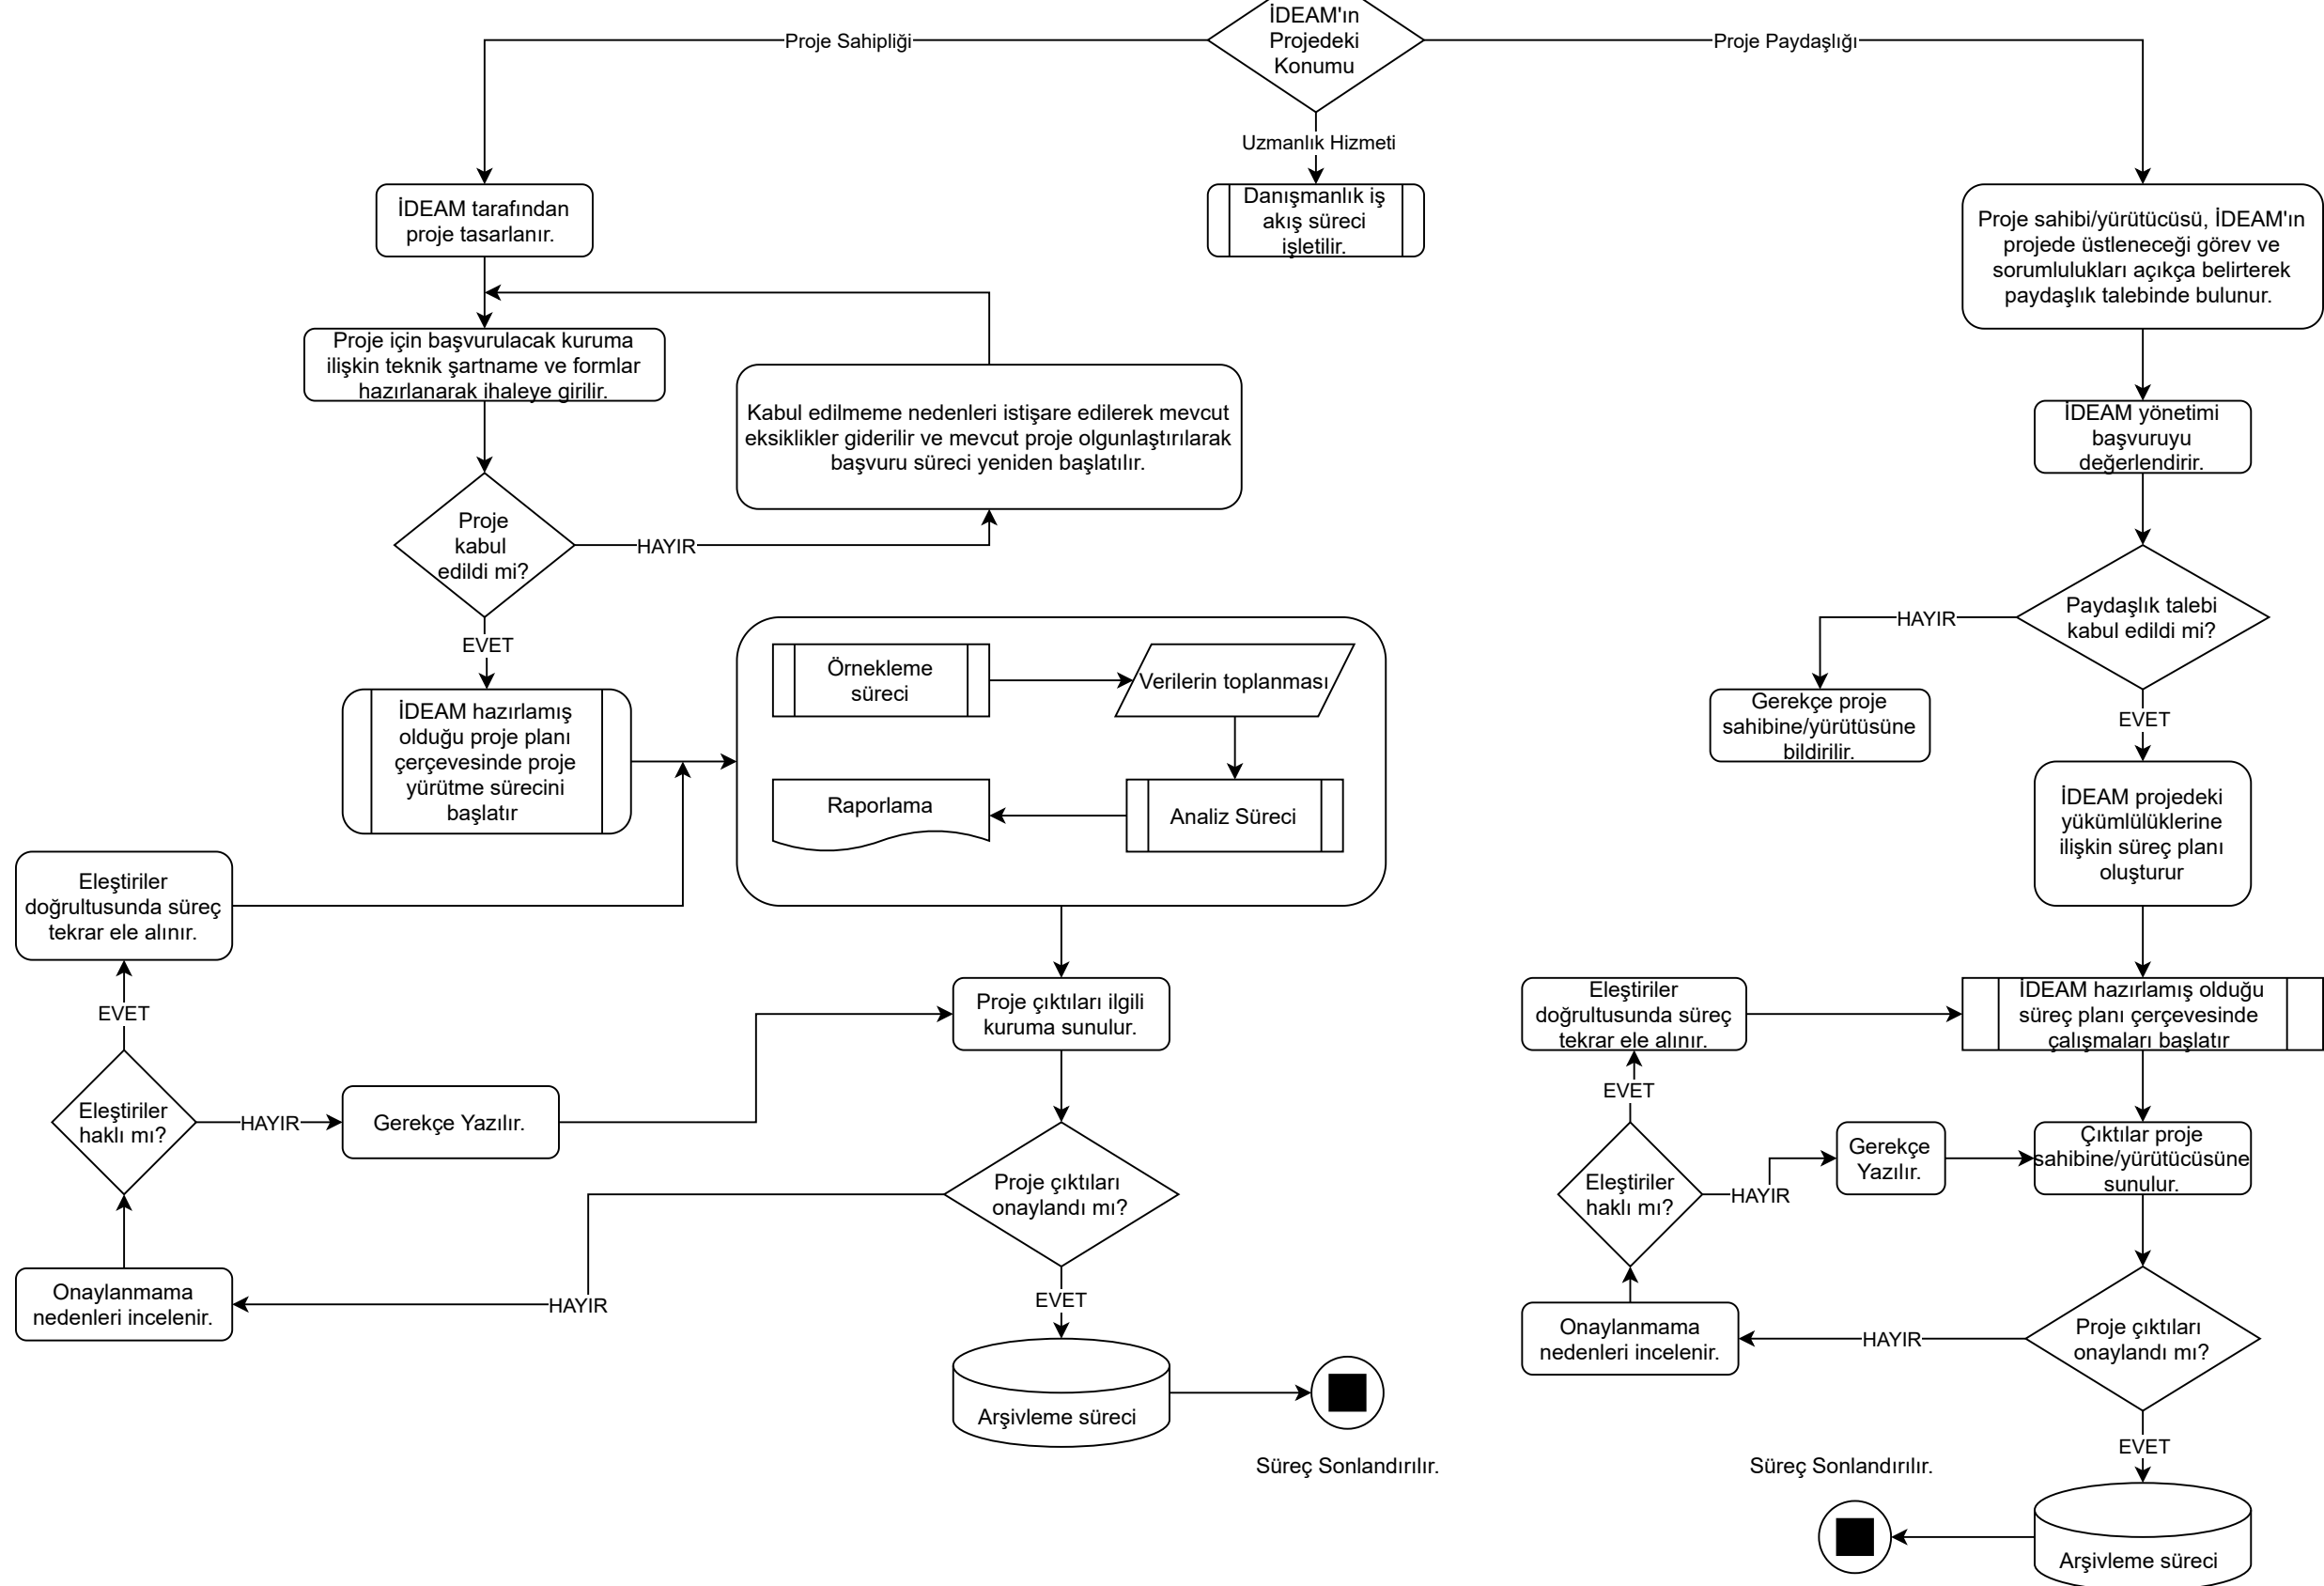 İDEAM'ın
Projedeki
Konumu
Proje Sahipliği
Proje Paydaşlığı
Uzmanlık Hizmeti
İDEAM tarafından
proje tasarlanır.
Danışmanlık iş
akış süreci
işletilir.
Proje sahibi/yürütücüsü, İDEAM'ın
projede üstleneceği görev ve
sorumlulukları açıkça belirterek
paydaşlık talebinde bulunur.
Proje için başvurulacak kuruma
ilişkin teknik şartname ve formlar
hazırlanarak ihaleye girilir.
Kabul edilmeme nedenleri istişare edilerek mevcut
eksiklikler giderilir ve mevcut proje olgunlaştırılarak
başvuru süreci yeniden başlatılır.
İDEAM yönetimi
başvuruyu
değerlendirir.
Proje
kabul
edildi mi?
HAYIR
EVET
Paydaşlık talebi
kabul edildi mi?
HAYIR
EVET
Gerekçe proje
sahibine/yürütüsüne
bildirilir.
İDEAM hazırlamış
olduğu proje planı
çerçevesinde proje
yürütme sürecini
başlatır
Örnekleme
süreci
Verilerin toplanması
Raporlama
Analiz Süreci
İDEAM projedeki
yükümlülüklerine
ilişkin süreç planı
oluşturur
Eleştiriler
doğrultusunda süreç
tekrar ele alınır.
EVET
Eleştiriler
haklı mı?
HAYIR
Gerekçe Yazılır.
Onaylanmama
nedenleri incelenir.
Proje çıktıları ilgili
kuruma sunulur.
Proje çıktıları
onaylandı mı?
HAYIR
EVET
Arşivleme süreci
Süreç Sonlandırılır.
Eleştiriler
doğrultusunda süreç
tekrar ele alınır.
İDEAM hazırlamış olduğu
süreç planı çerçevesinde
çalışmaları başlatır
EVET
Eleştiriler
haklı mı?
HAYIR
Gerekçe
Yazılır.
Çıktılar proje
sahibine/yürütücüsüne
sunulur.
Onaylanmama
nedenleri incelenir.
HAYIR
Proje çıktıları
onaylandı mı?
EVET
Süreç Sonlandırılır.
Arşivleme süreci